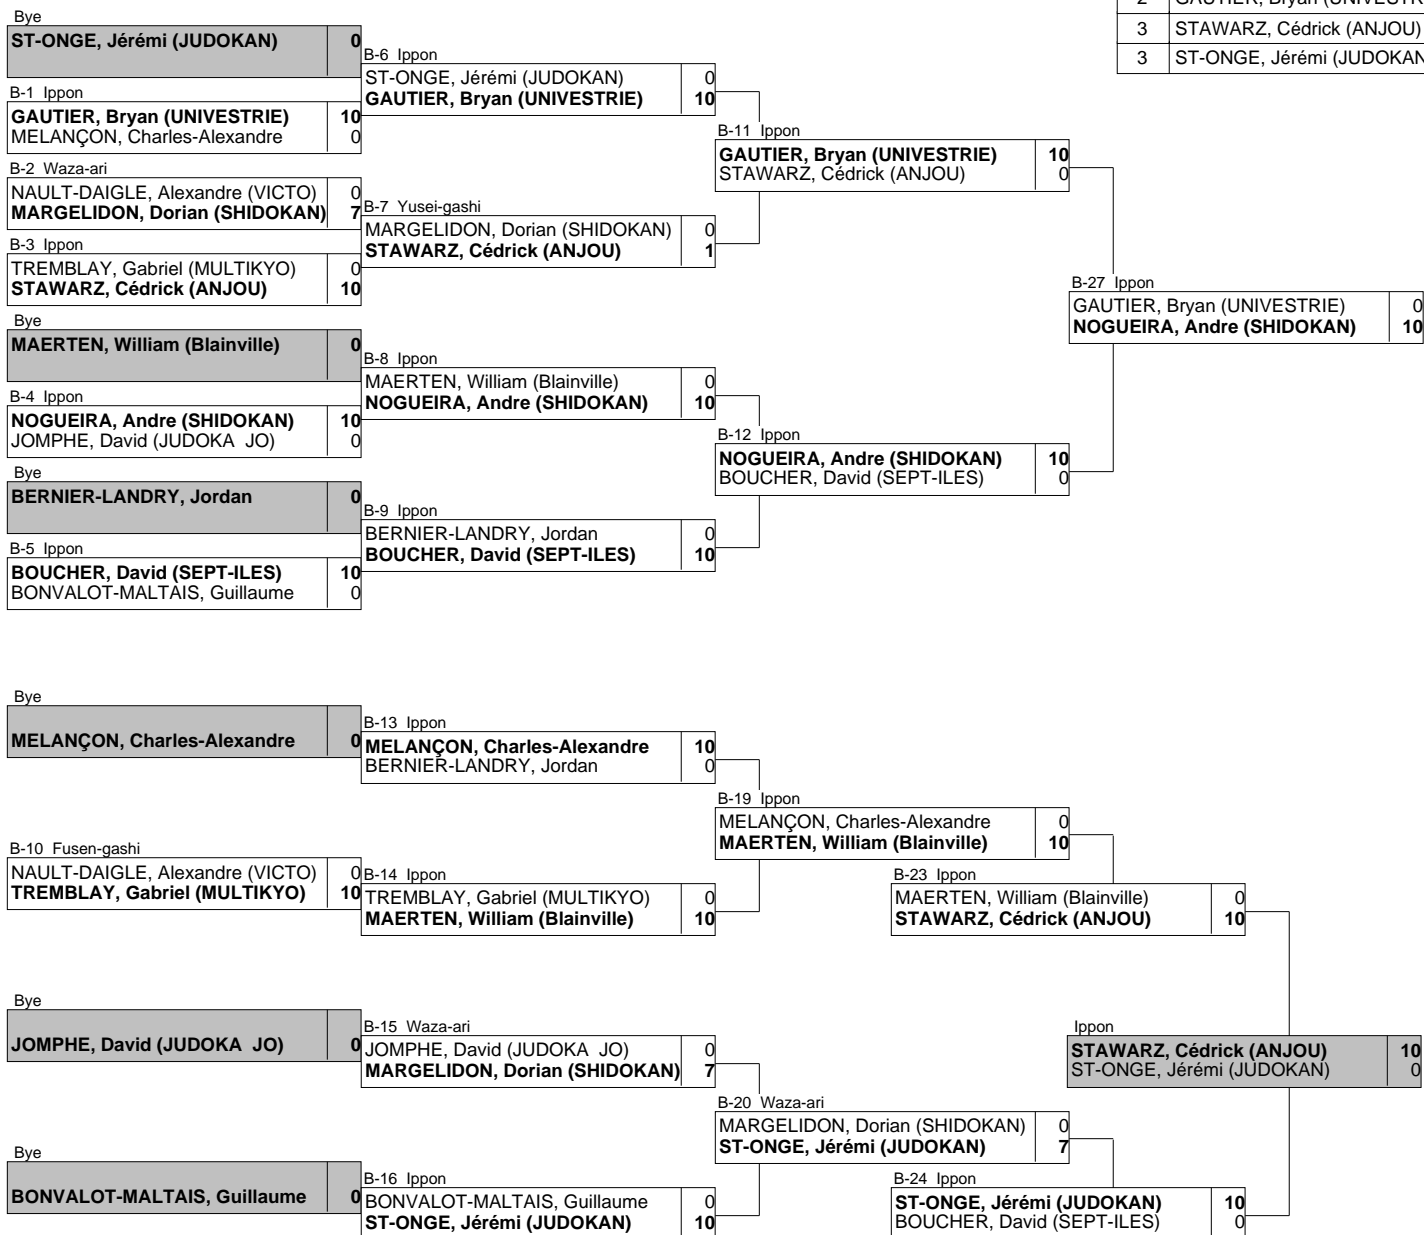 2 GAUTIER, Bryan
3 STAWARZ, Cédrick (ANJOU)
3 ST-ONGE, Jérémi
Bye
ST-ONGE, Jérémi (JUDOKAN) 0
B-1 Ippon
GAUTIER, Bryan (UNIVESTRIE) 10
MELANÇON, Charles-Alexandre 0
B-2 Waza-ari
NAULT-DAIGLE, Alexandre (VICTO) 0
MARGELIDON, Dorian (SHIDOKAN) 7
B-3 Ippon
TREMBLAY, Gabriel (MULTIKYO) 0
STAWARZ, Cédrick (ANJOU) 10
Bye
MAERTEN, William (Blainville) 0
B-4 Ippon
NOGUEIRA, Andre (SHIDOKAN) 10
JOMPHE, David (JUDOKA JO) 0
Bye
BERNIER-LANDRY, Jordan 0
B-5 Ippon
BOUCHER, David (SEPT-ILES) 10
BONVALOT-MALTAIS, Guillaume 0
B-6 Ippon
ST-ONGE, Jérémi (JUDOKAN) 0
GAUTIER, Bryan (UNIVESTRIE) 10
B-7 Yusei-gashi
MARGELIDON, Dorian (SHIDOKAN) 0
STAWARZ, Cédrick (ANJOU) 1
B-8 Ippon
MAERTEN, William (Blainville) 0
NOGUEIRA, Andre (SHIDOKAN) 10
B-9 Ippon
BERNIER-LANDRY, Jordan 0
BOUCHER, David (SEPT-ILES) 10
B-11 Ippon
GAUTIER, Bryan (UNIVESTRIE) 10
STAWARZ, Cédrick (ANJOU) 0
B-12 Ippon
NOGUEIRA, Andre (SHIDOKAN) 10
BOUCHER, David (SEPT-ILES) 0
B-27 Ippon
GAUTIER, Bryan (UNIVESTRIE) 0
NOGUEIRA, Andre (SHIDOKAN) 10
Bye
MELANÇON, Charles-Alexandre 0
B-10 Fusen-gashi
NAULT-DAIGLE, Alexandre (VICTO) 0
TREMBLAY, Gabriel (MULTIKYO) 10
Bye
JOMPHE, David (JUDOKA JO) 0
Bye
BONVALOT-MALTAIS, Guillaume 0
B-13 Ippon
MELANÇON, Charles-Alexandre 10
BERNIER-LANDRY, Jordan 0
B-14 Ippon
TREMBLAY, Gabriel (MULTIKYO) 0
MAERTEN, William (Blainville) 10
B-15 Waza-ari
JOMPHE, David (JUDOKA JO) 0
MARGELIDON, Dorian (SHIDOKAN) 7
B-16 Ippon
BONVALOT-MALTAIS, Guillaume 0
ST-ONGE, Jérémi (JUDOKAN) 10
B-19 Ippon
MELANÇON, Charles-Alexandre 0
MAERTEN, William (Blainville) 10
B-20 Waza-ari
MARGELIDON, Dorian (SHIDOKAN) 0
ST-ONGE, Jérémi (JUDOKAN) 7
B-23 Ippon
MAERTEN, William (Blainville) 0
STAWARZ, Cédrick (ANJOU) 10
B-24 Ippon
ST-ONGE, Jérémi (JUDOKAN) 10
BOUCHER, David (SEPT-ILES) 0
Ippon
STAWARZ, Cédrick (ANJOU) 10
ST-ONGE, Jérémi (JUDOKAN) 0